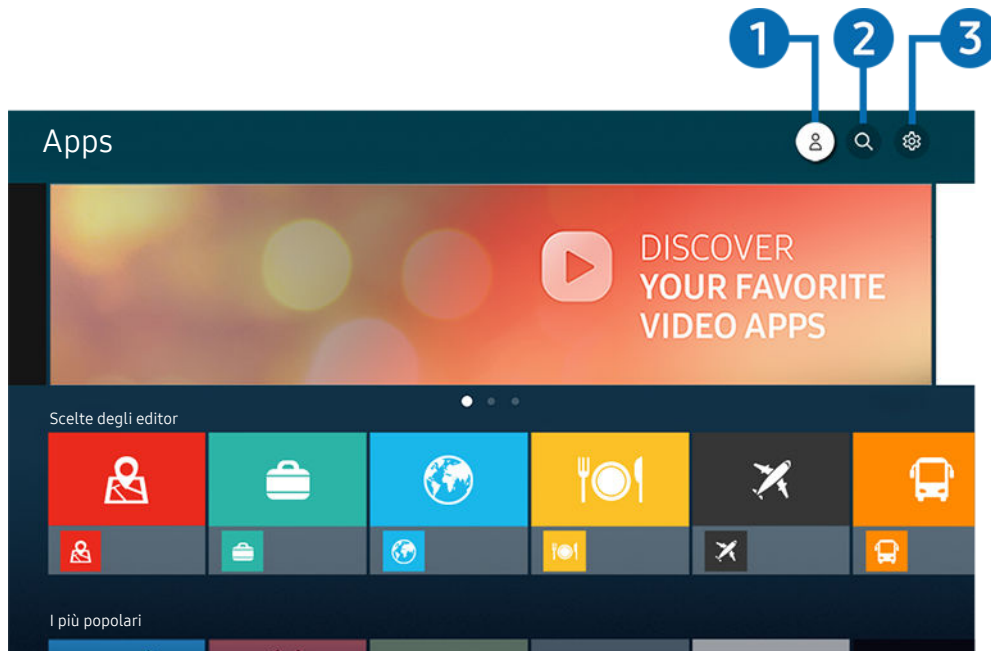 1 2 3
Apps
DISCOVER
YOUR FAVORITE
VIDEO APPS
Scelte degli editor
I più popolari